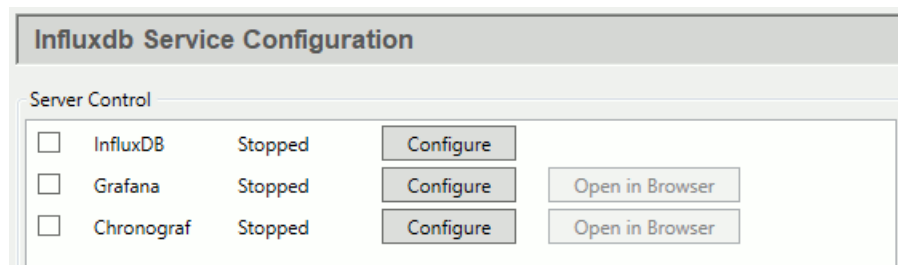 Influxdb Service Configuration
Server Control
InfluxDB Stopped Configure
Grafana Stopped Configure Open in Browser
Chronograf Stopped Configure Open in Browser